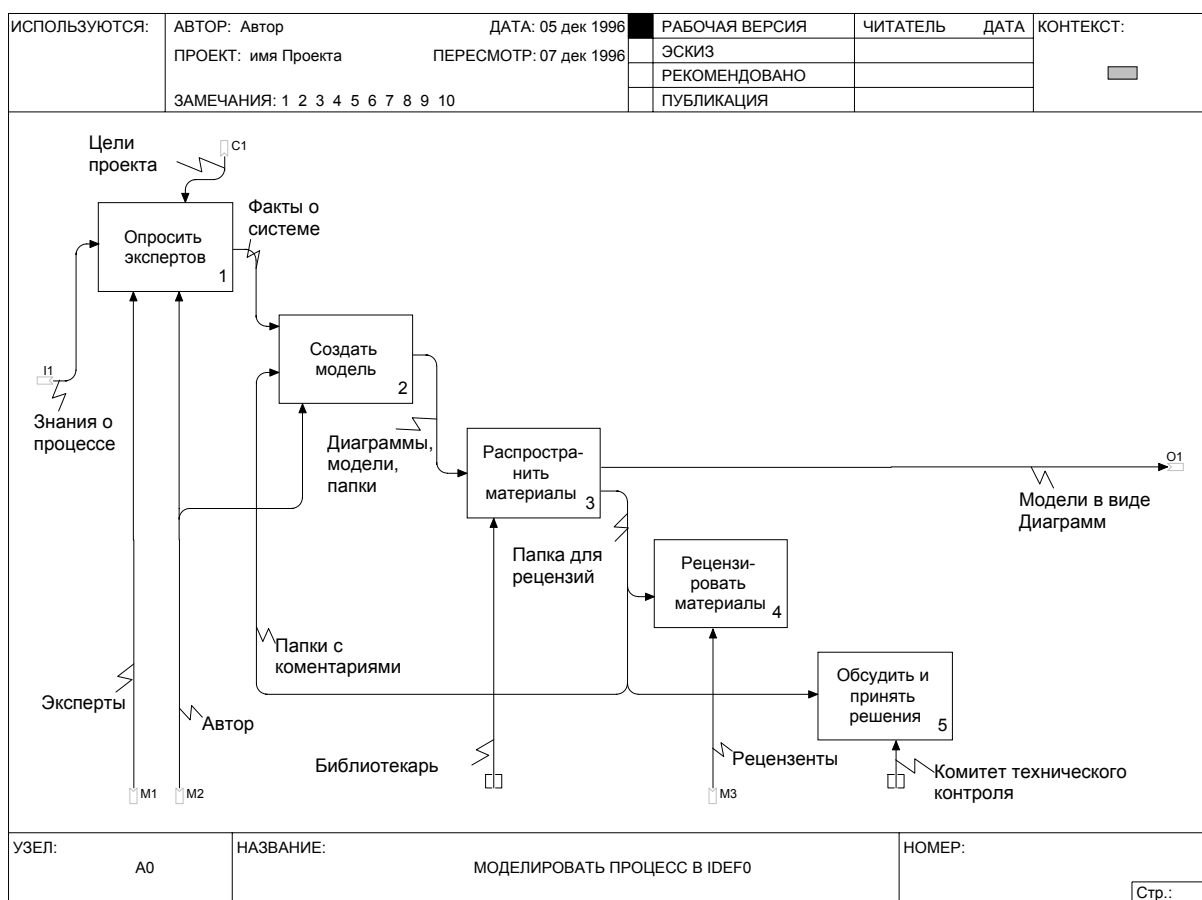 ИСПОЛЬЗУЮТСЯ:
АВТОР: Автор
ДАТА: 05 дек 1996
ПРОЕКТ: имя Проекта
ПЕРЕСМОТР: 07 дек 1996
ЗАМЕЧАНИЯ: 1 2 3 4 5 6 7 8 9 10
РАБОЧАЯ ВЕРСИЯ
ЭСКИЗ
РЕКОМЕНДОВАНО
ПУБЛИКАЦИЯ
ЧИТАТЕЛЬ ДАТА
КОНТЕКСТ:
Цели
проекта
C1
Опросить
экспертов
1
Факты о
системе
I1
Знания о
процессе
Создать
модель
2
Диаграммы,
модели,
папки
Распростра-
нить
материалы
3
O1
Модели в виде
Диаграмм
Папка для
рецензий
Рецензи-
ровать
материалы
4
Папки с
коментариями
Обсудить и
принять
решения
5
Эксперты
Автор
Библиотекарь
Рецензенты
Комитет технического
контроля
M1
M2
M3
УЗЕЛ:
A0
НАЗВАНИЕ:
МОДЕЛИРОВАТЬ ПРОЦЕСС В IDEF0
НОМЕР:
Стр.: